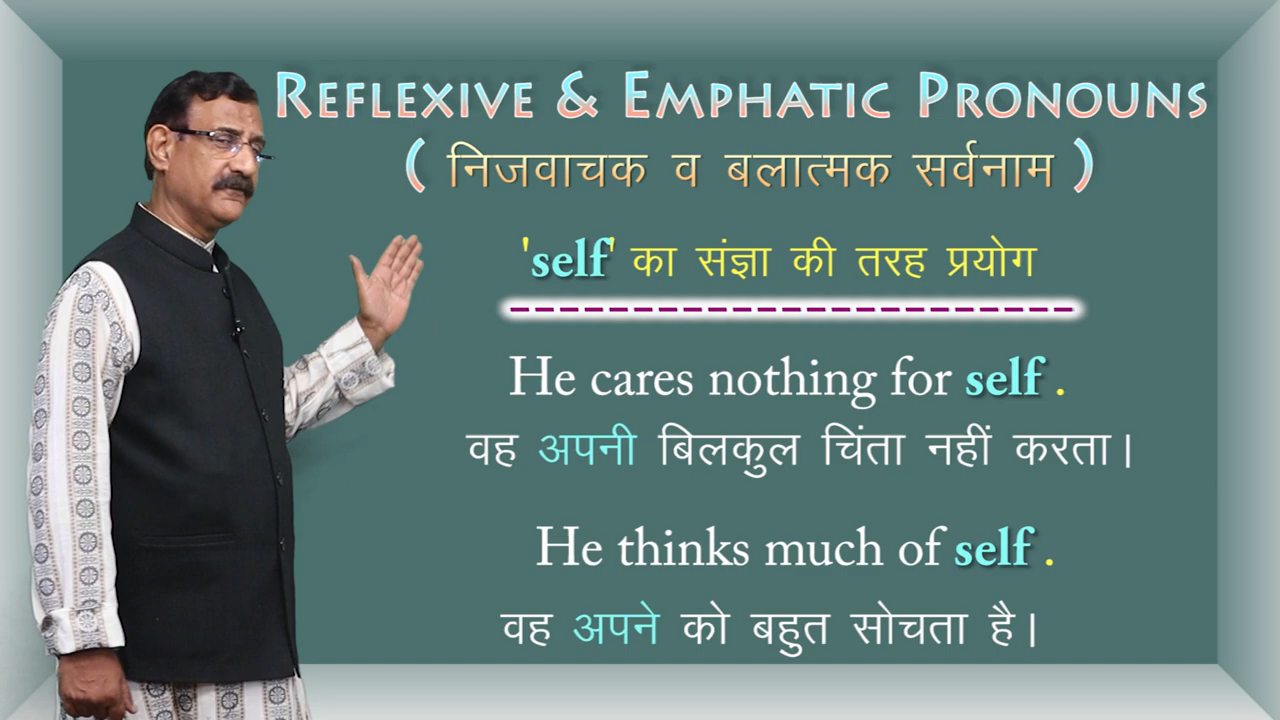 REFLEXIVE & EMPHATIC PRONOUNS
( निजवाचक व बलात्मक सर्वनाम )
'self' का संज्ञा की तरह प्रयोग
He cares nothing for self .
वह अपनी बिलकुल चिंता नहीं करता।
He thinks much of self .
वह अपने को बहुत सोचता है।